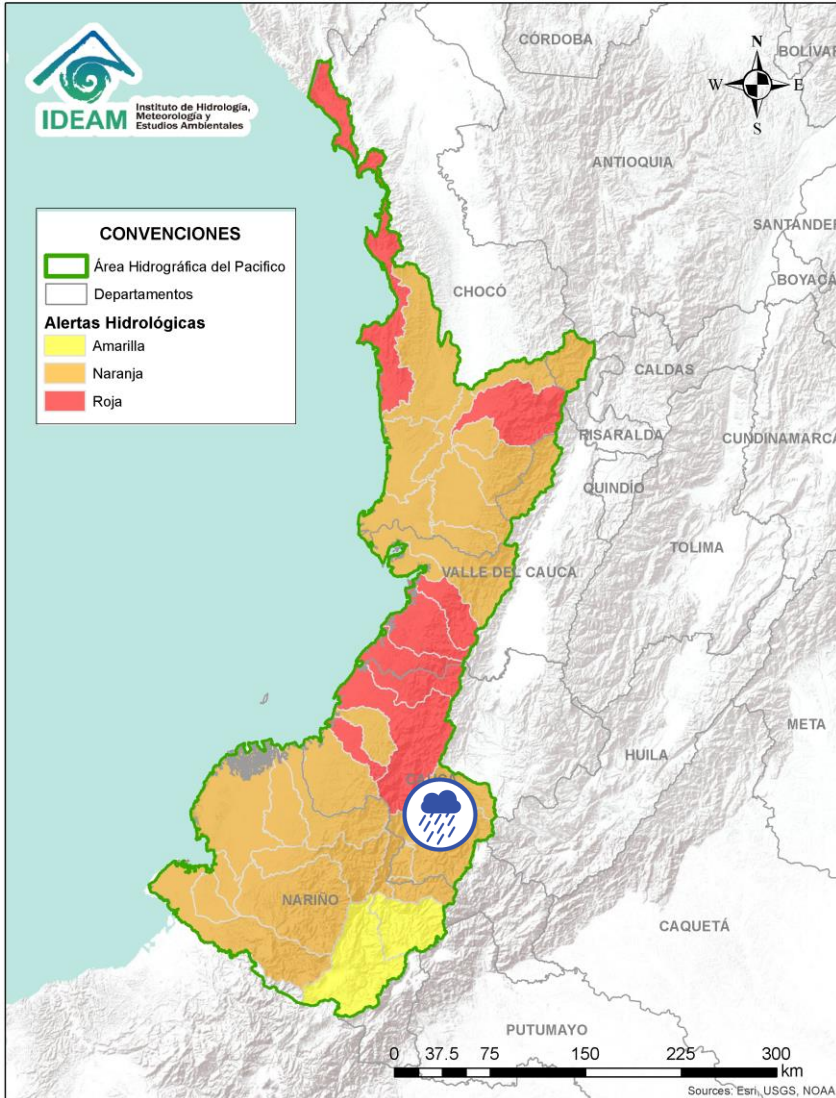 IDEAM
Instituto de Hidrología,
Meteorología y
Estudios Ambientales
CÓRDOBA
BOLÍVAR
N
W
E
S
ANTIOQUIA
SANTANDER
BOYACÁ
CONVENCIONES
Área Hidrográfica del Pacifico
Departamentos
Alertas Hidrológicas
Amarilla
Naranja
Roja
CHOCÓ
CALDAS
RISARALDA
CUNDINAMARCA
QUINDÍO
TOLIMA
VALLE DEL CAUCA
META
HUILA
CAUCA
NARIÑO
CAQUETÁ
PUTUMAYO
0 37.5 75 150 225 300
km
Sources: Esri, USGS, NOAA